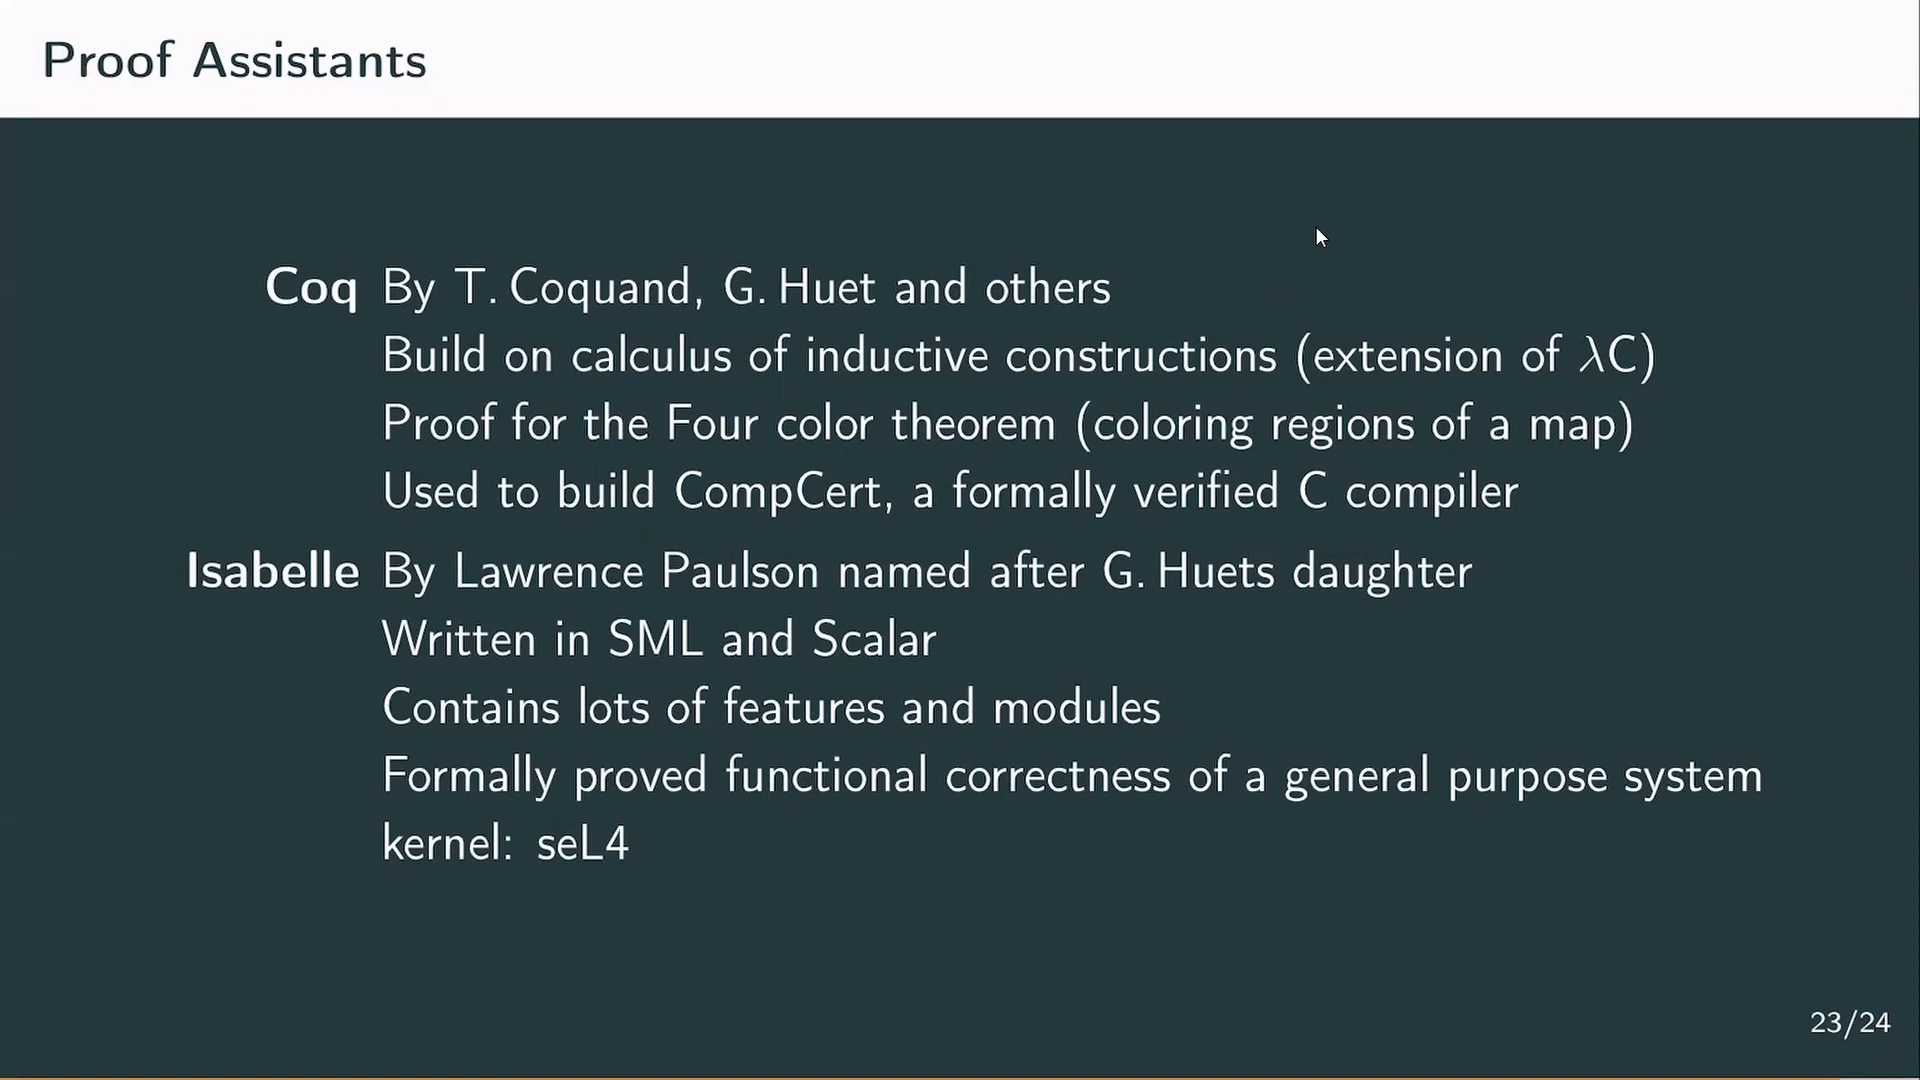 Proof Assistants
Coq By T. Coquand, G. Huet and others
Build on calculus of inductive constructions (extension of λC)
Proof for the Four color theorem (coloring regions of a map)
Used to build CompCert, a formally verified C compiler
Isabelle By Lawrence Paulson named after G. Huets daughter
Written in SML and Scalar
Contains lots of features and modules
Formally proved functional correctness of a general purpose system
kernel: seL4
23/24